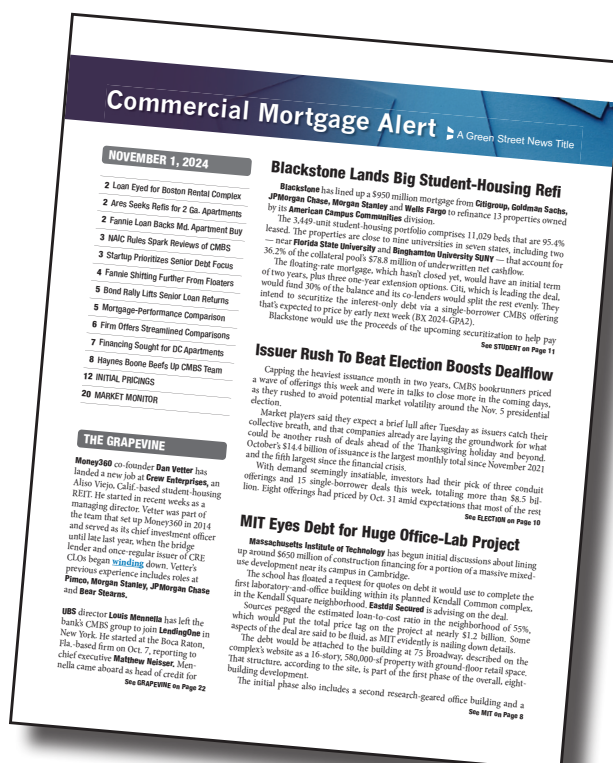 Commercial Mortgage Alert
A Green Street News Title
NOVEMBER 1, 2024
2 Loan Eyed for Boston Rental Complex
2 Ares Seeks Refis for 2 Ga. Apartments
2 Fannie Loan Backs Md. Apartment Buy
3 NAIC Rules Spark Reviews of CMBS
3 Startup Prioritizes Senior Debt Focus
4 Fannie Shifting Further From Floaters
5 Bond Rally Lifts Senior Loan Returns
5 Mortgage-Performance Comparison
6 Firm Offers Streamlined Comparisons
7 Financing Sought for DC Apartments
8 Haynes Boone Beefs Up CMBS Team
12 INITIAL PRICINGS
20 MARKET MONITOR
THE GRAPEVINE
Money360 co-founder Dan Vetter has
landed a new job at Crew Enterprises, an
Aliso Viejo, Calif.-based student-housing
REIT. He started in recent weeks as a
managing director. Vetter was part of
the team that set up Money360 in 2014
and served as its chief investment officer
until late last year, when the bridge
lender and once-regular issuer of CRE
CLOs began winding down. Vetter's
previous experience includes roles at
Pimco, Morgan Stanley, JPMorgan Chase
and Bear Stearns.
UBS director Louis Mennella has left the
bank's CMBS group to join LendingOne in
New York. He started at the Boca Raton,
Fla.-based firm on Oct. 7, reporting to
chief executive Matthew Neisser. Men-
nella came aboard as head of credit for
See GRAPEVINE on Page 22
Blackstone Lands Big Student-Housing Refi
Blackstone has lined up a $950 million mortgage from Citigroup, Goldman Sachs,
JPMorgan Chase, Morgan Stanley and Wells Fargo to refinance 13 properties owned
by its American Campus Communities division.
The 3,449-unit student-housing portfolio comprises 11,029 beds that are 95.4%
leased. The properties are close to nine universities in seven states, including two
— near Florida State University and Binghamton University SUNY — that account for
36.2% of the collateral pool's $78.8 million of underwritten net cashflow.
The floating-rate mortgage, which hasn't closed yet, would have an initial term
of two years, plus three one-year extension options. Citi, which is leading the deal,
would fund 30% of the balance and its co-lenders would split the rest evenly. They
intend to securitize the interest-only debt via a single-borrower CMBS offering
that's expected to price by early next week (BX 2024-GPA2).
Blackstone would use the proceeds of the upcoming securitization to help pay
See STUDENT on Page 11
Issuer Rush To Beat Election Boosts Dealflow
Capping the heaviest issuance month in two years, CMBS bookrunners priced
a wave of offerings this week and were in talks to close more in the coming days,
as they rushed to avoid potential market volatility around the Nov. 5 presidential
election.
Market players said they expect a brief lull after Tuesday as issuers catch their
collective breath, and that companies already are laying the groundwork for what
could be another rush of deals ahead of the Thanksgiving holiday and beyond.
October's $14.4 billion of issuance is the largest monthly total since November 2021
and the fifth largest since the financial crisis.
With demand seemingly insatiable, investors had their pick of three conduit
offerings and 15 single-borrower deals this week, totaling more than $8.5 bil-
lion. Eight offerings had priced by Oct. 31 amid expectations that most of the rest
See ELECTION on Page 10
MIT Eyes Debt for Huge Office-Lab Project
Massachusetts Institute of Technology has begun initial discussions about lining
up around $650 million of construction financing for a portion of a massive mixed-
use development near its campus in Cambridge.
The school has floated a request for quotes on debt it would use to complete the
first laboratory-and-office building within its planned Kendall Common complex,
in the Kendall Square neighborhood. Eastdil Secured is advising on the deal.
Sources pegged the estimated loan-to-cost ratio in the neighborhood of 55%,
which would put the total price tag on the project at nearly $1.2 billion. Some
aspects of the deal are said to be fluid, as MIT evidently is nailing down details.
The debt would be attached to the building at 75 Broadway, described on the
complex's website as a 16-story, 580,000-sf property with ground-floor retail space.
That structure, according to the site, is part of the first phase of the overall, eight-
building development.
The initial phase also includes a second research-geared office building and a
See MIT on Page 8